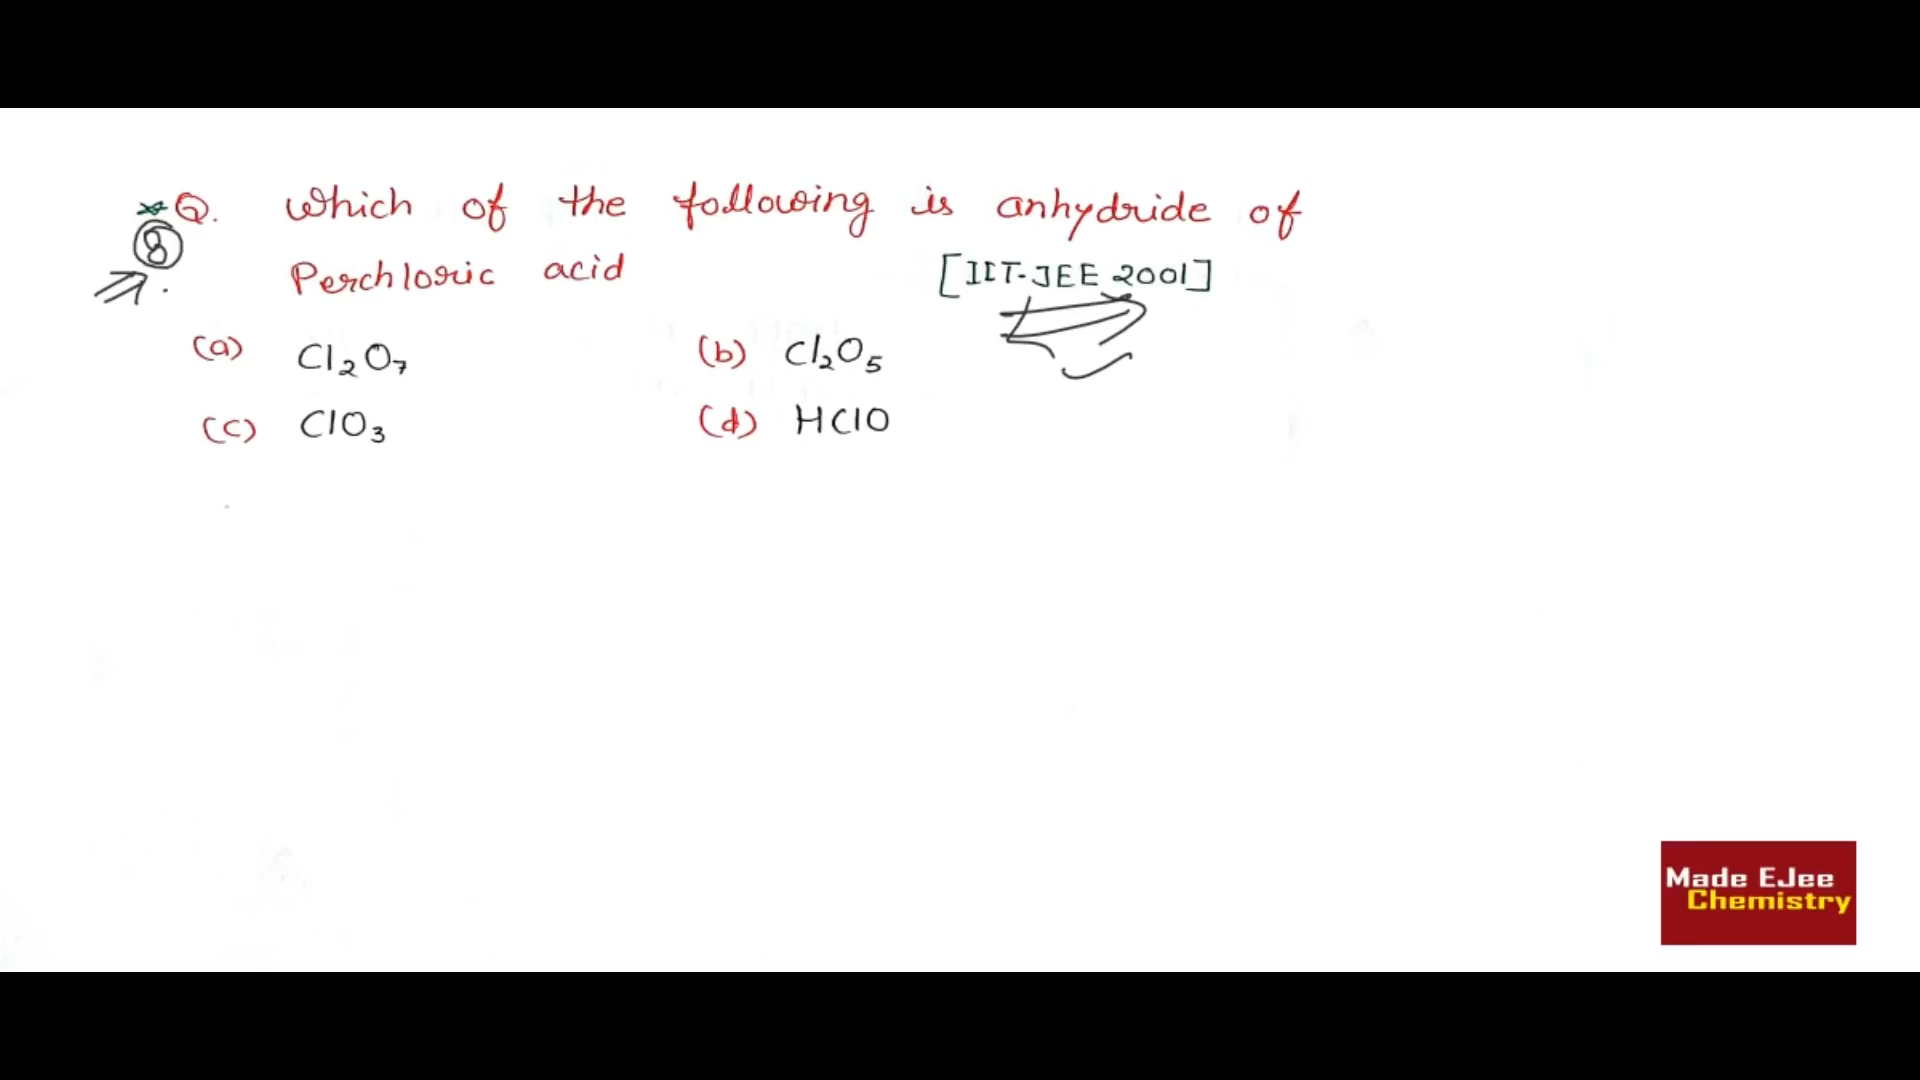 Q. Which of the following is anhydride of
8
Perchloric acid [IIT-JEE 2001]
(a) Cl₂O₇ (b) Cl₂O₅
(c) ClO₃ (d) HClO
Made EJee
Chemistry